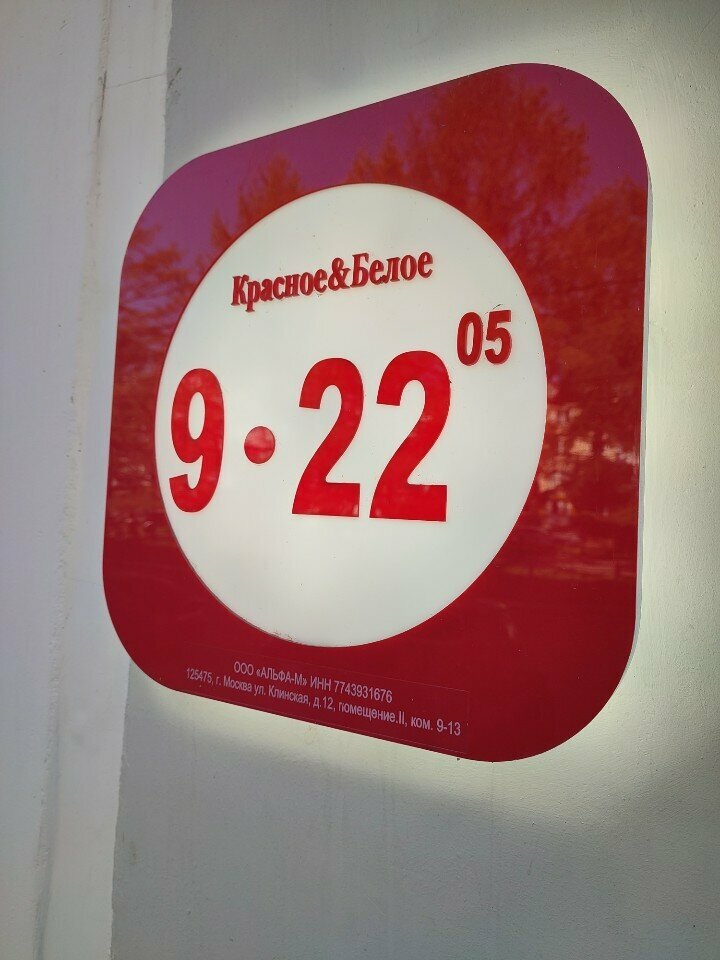 Красное&Белое
9•22 05
ООО «АЛЬФА-М» ИНН 7743931676
125475, г. Москва ул. Клинская, д.12, помещение.II, ком. 9-13